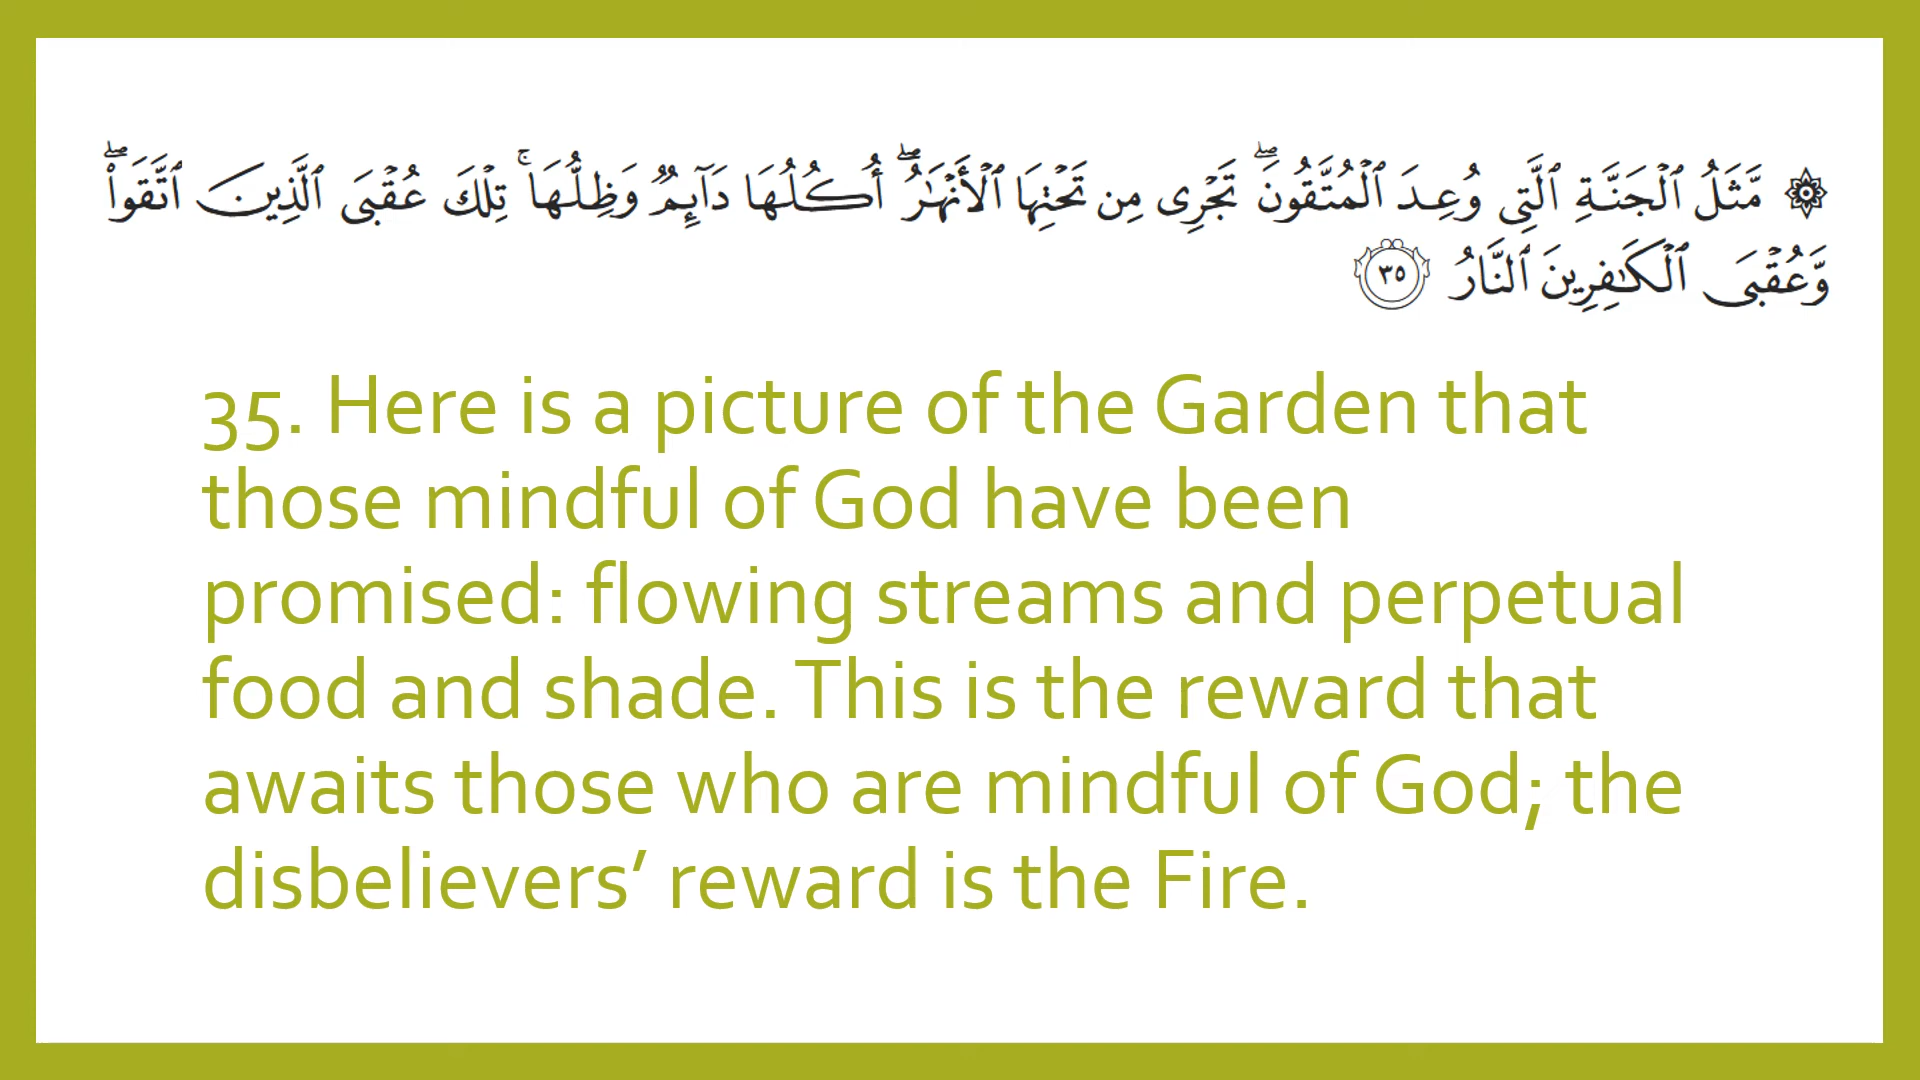 ۞ مَّثَلُ ٱلْجَنَّةِ ٱلَّتِى وُعِدَ ٱلْمُتَّقُونَ ۖ تَجْرِى مِن تَحْتِهَا ٱلْأَنْهَـٰرُ ۖ أُكُلُهَا دَآئِمٌ وَظِلُّهَا ۚ تِلْكَ عُقْبَى ٱلَّذِينَ ٱتَّقَوا۟ ۖ
وَّعُقْبَى ٱلْكَـٰفِرِينَ ٱلنَّارُ ٣٥
35. Here is a picture of the Garden that
those mindful of God have been
promised: flowing streams and perpetual
food and shade. This is the reward that
awaits those who are mindful of God; the
disbelievers’ reward is the Fire.